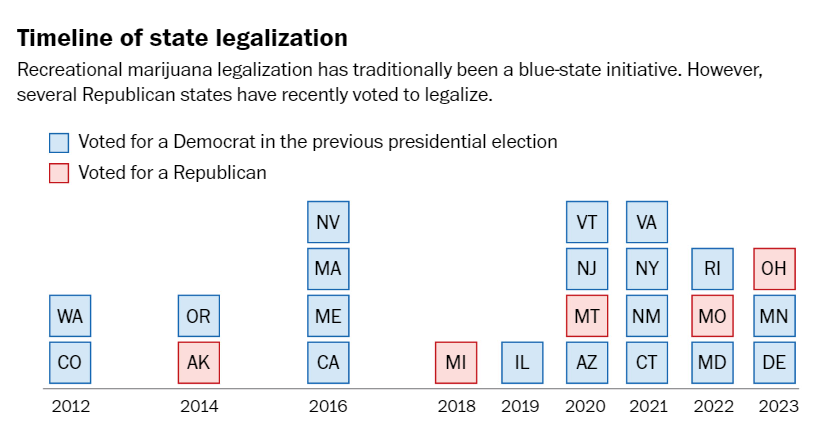 Timeline of state legalization
Recreational marijuana legalization has traditionally been a blue-state initiative. However,
several Republican states have recently voted to legalize.
Voted for a Democrat in the previous presidential election
Voted for a Republican
NV VT VA
MA NJ NY RI OH
WA OR ME MT NM MO MN
CO AK CA MI IL AZ CT MD DE
2012 2014 2016 2018 2019 2020 2021 2022 2023